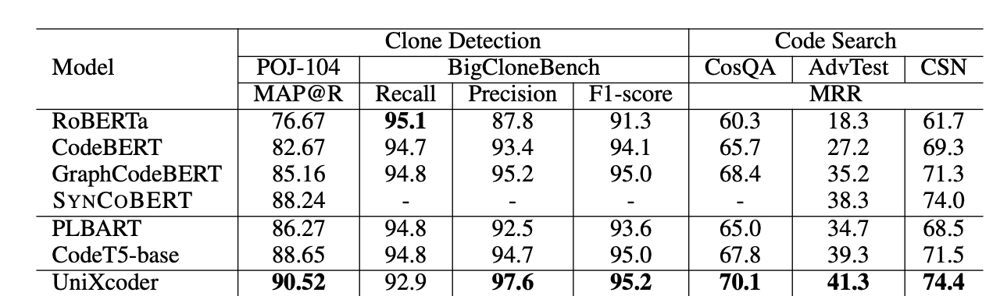 Clone Detection Code Search
Model POJ-104 BigCloneBench CosQA AdvTest CSN
MAP@R Recall Precision F1-score MRR
RoBERTa 76.67 95.1 87.8 91.3 60.3 18.3 61.7
CodeBERT 82.67 94.7 93.4 94.1 65.7 27.2 69.3
GraphCodeBERT 85.16 94.8 95.2 95.0 68.4 35.2 71.3
SYNCOBERT 88.24 - - - - 38.3 74.0
PLBART 86.27 94.8 92.5 93.6 65.0 34.7 68.5
CodeT5-base 88.65 94.8 94.7 95.0 67.8 39.3 71.5
UniXcoder 90.52 92.9 97.6 95.2 70.1 41.3 74.4